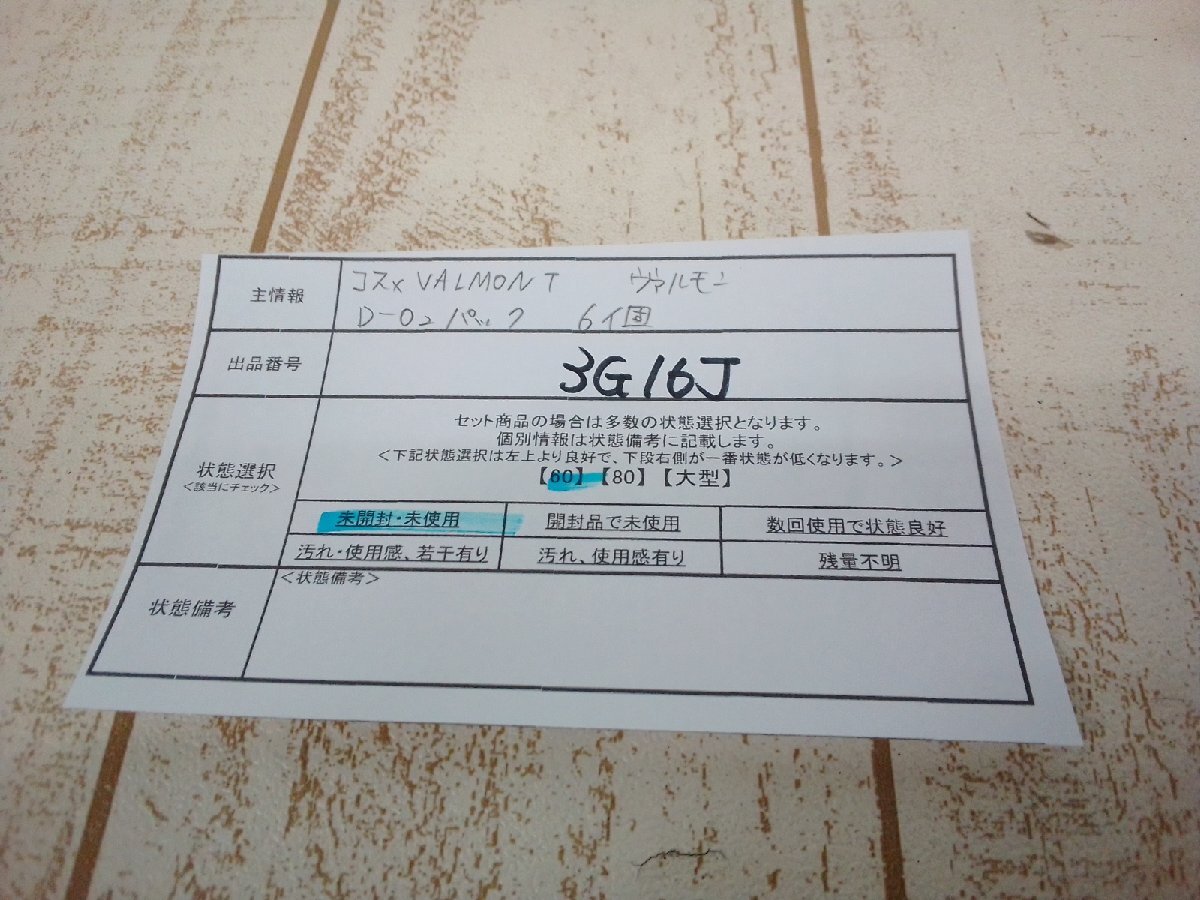 主情報
コスメ VALMONT ヴァルモン
D-O2 パック 6個
出品番号
3G16J
状態選択
<該当にチェック>
セット商品の場合は多数の状態選択となります。
個別情報は状態備考に記載します。
<下記状態選択は左上より良好で、下段右側が一番状態が低くなります。>
【60】【80】【大型】
未開封・未使用 開封品で未使用 数回使用で状態良好
汚れ・使用感、若干有り 汚れ、使用感有り 残量不明
状態備考
<状態備考>